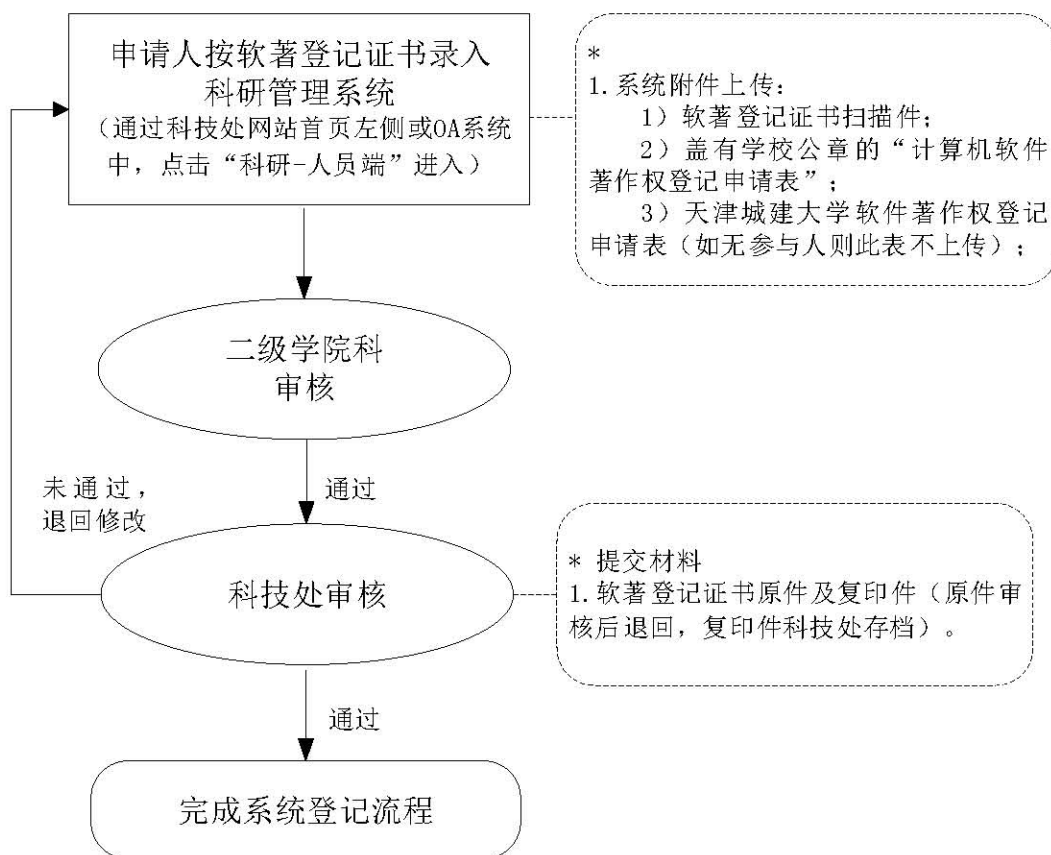 申请人按软著登记证书录入
科研管理系统
（通过科技处网站首页左侧或OA系统
中，点击“科研-人员端”进入）
*
1.系统附件上传：
1）软著登记证书扫描件；
2）盖有学校公章的“计算机软件
著作权登记申请表”；
3）天津城建大学软件著作权登记
申请表（如无参与人则此表不上传）；
二级学院科
审核
未通过，
退回修改
通过
科技处审核
* 提交材料
1.软著登记证书原件及复印件（原件审
核后退回，复印件科技处存档）。
通过
完成系统登记流程